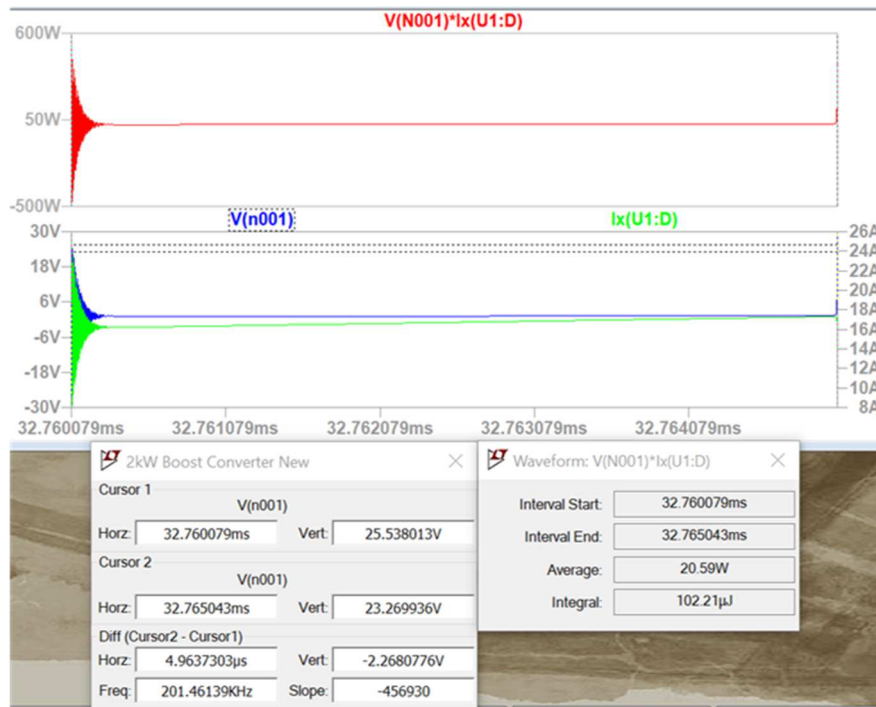 V(N001)*Ix(U1:D)
600W
50W
-500W
V(n001) Ix(U1:D)
30V 26A
24A
18V 22A
20A
6V 18A
-6V 16A
14A
-18V 12A
10A
-30V 8A
32.760079ms 32.761079ms 32.762079ms 32.763079ms 32.764079ms
2kW Boost Converter New
Cursor 1
V(n001)
Horz: 32.760079ms Vert: 25.538013V
Cursor 2
V(n001)
Horz: 32.765043ms Vert: 23.269936V
Diff (Cursor2 - Cursor1)
Horz: 4.9637303µs Vert: -2.2680776V
Freq: 201.46139KHz Slope: -456930
Waveform: V(N001)*Ix(U1:D)
Interval Start: 32.760079ms
Interval End: 32.765043ms
Average: 20.59W
Integral: 102.21µJ